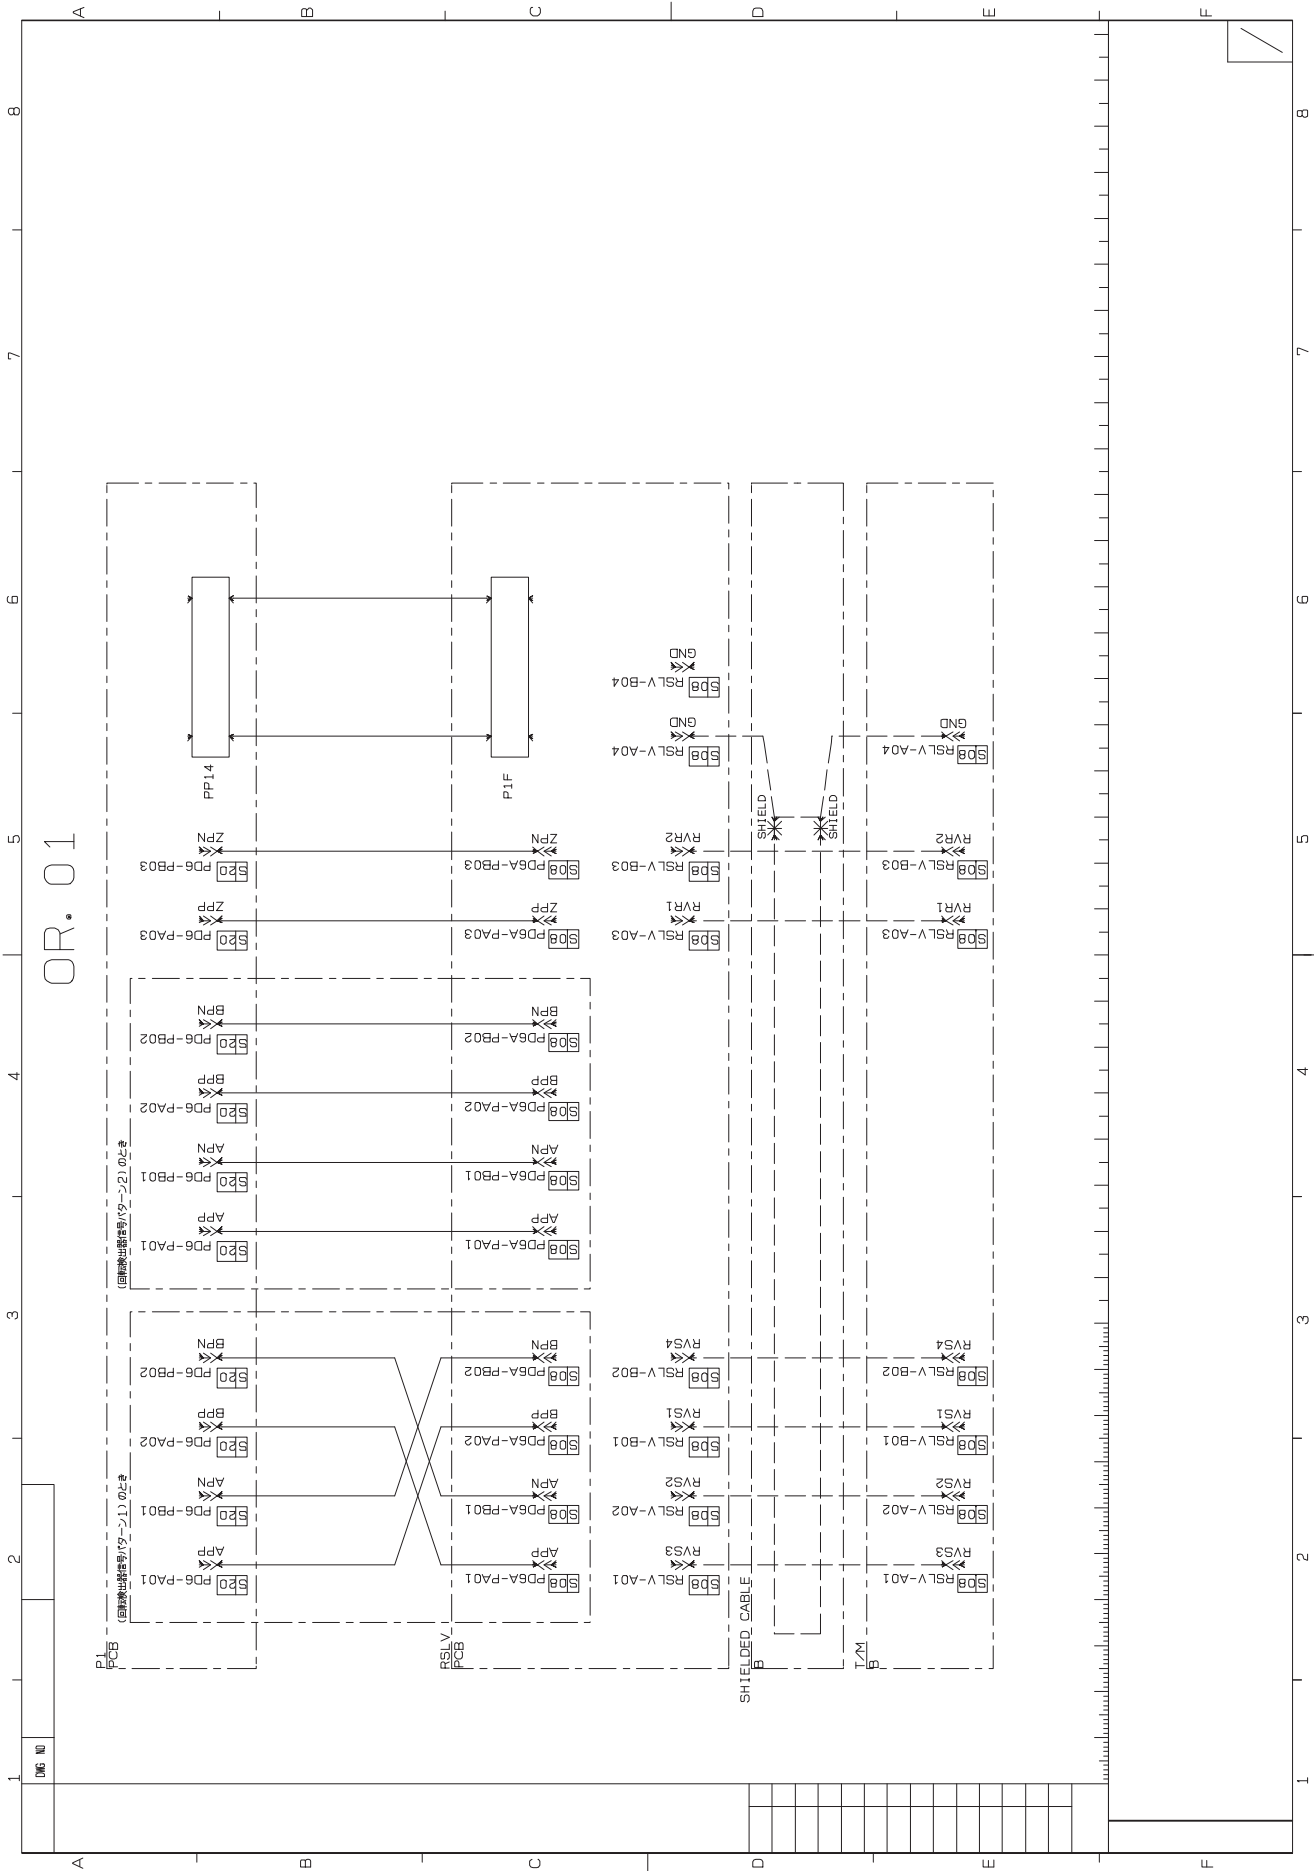 DWG NO
OR. 01
A B C D E F
1 2 3 4 5 6 7 8
P1
PCB
(回転検出器信号パターン1)のとき
PD6-PA01 APP S20
PD6-PB01 APN S20
PD6-PA02 BPP S20
PD6-PB02 BPN S20
(回転検出器信号パターン2)のとき
PD6-PA01 APP S20
PD6-PB01 APN S20
PD6-PA02 BPP S20
PD6-PB02 BPN S20
PD6-PA03 ZPP S20
PD6-PB03 ZPN S20
PP14
RSLV
PCB
PD6A-PA01 APP S08
PD6A-PB01 APN S08
PD6A-PA02 BPP S08
PD6A-PB02 BPN S08
PD6A-PA01 APP S08
PD6A-PB01 APN S08
PD6A-PA02 BPP S08
PD6A-PB02 BPN S08
PD6A-PA03 ZPP S08
PD6A-PB03 ZPN S08
P1F
RSLV-A01 RVS3 S08
RSLV-A02 RVS2 S08
RSLV-B01 RVS1 S08
RSLV-B02 RVS4 S08
RSLV-A03 RVR1 S08
RSLV-B03 RVR2 S08
RSLV-A04 GND S08
RSLV-B04 GND S08
SHIELDED CABLE
B
SHIELD
SHIELD
T/M
B
RSLV-A01 RVS3 S08
RSLV-A02 RVS2 S08
RSLV-B01 RVS1 S08
RSLV-B02 RVS4 S08
RSLV-A03 RVR1 S08
RSLV-B03 RVR2 S08
RSLV-A04 GND S08
1 2 3 4 5 6 7 8
A B C D E F